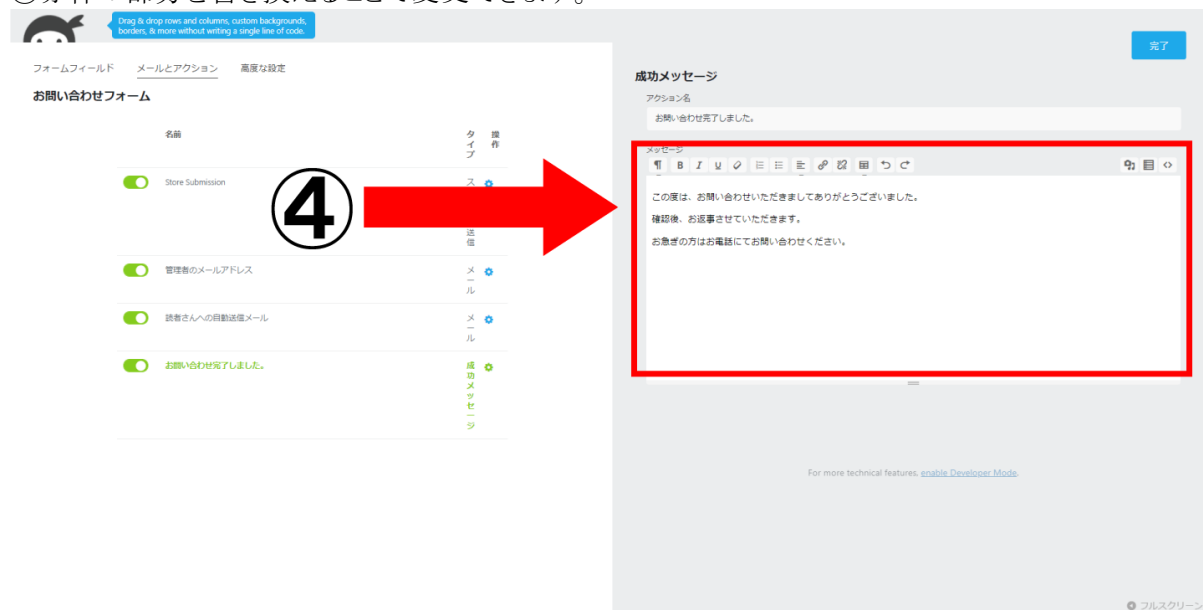 Drag & drop rows and columns, custom backgrounds,
borders, & more without writing a single line of code.
完了
フォームフィールド メールとアクション 高度な設定
お問い合わせフォーム
名前 タイプ 操作
Store Submission
送信
管理者のメールアドレス メール
読者さんへの自動送信メール メール
お問い合わせ完了しました。 成功メッセージ
④
成功メッセージ
アクション名
お問い合わせ完了しました。
メッセージ
この度は、お問い合わせいただきましてありがとうございました。
確認後、お返事させていただきます。
お急ぎの方はお電話にてお問い合わせください。
For more technical features, enable Developer Mode.
フルスクリーン